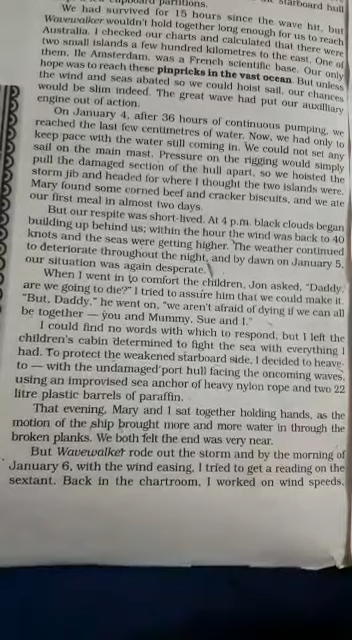 partitions.
starboard hull
We had survived for 15 hours since the wave hit, but
Wavewalker wouldn't hold together long enough for us to reach
Australia. I checked our charts and calculated that there were
two small islands a few hundred kilometres to the east. One of
them, Ile Amsterdam, was a French scientific base. Our only
hope was to reach these pinpricks in the vast ocean. But unless
the wind and seas abated so we could hoist sail, our chances
would be slim indeed. The great wave had put our auxilliary
engine out of action.
On January 4, after 36 hours of continuous pumping, we
reached the last few centimetres of water. Now, we had only to
keep pace with the water still coming in. We could not set any
sail on the main mast. Pressure on the rigging would simply
pull the damaged section of the hull apart, so we hoisted the
storm jib and headed for where I thought the two islands were.
Mary found some corned beef and cracker biscuits, and we ate
our first meal in almost two days.
But our respite was short-lived. At 4 p.m. black clouds began
building up behind us; within the hour the wind was back to 40
knots and the seas were getting higher. The weather continued
to deteriorate throughout the night, and by dawn on January 5,
our situation was again desperate.
When I went in to comfort the children, Jon asked, "Daddy,
are we going to die?" I tried to assure him that we could make it.
"But, Daddy," he went on, "we aren't afraid of dying if we can all
be together — you and Mummy, Sue and I."
I could find no words with which to respond, but I left the
children's cabin determined to fight the sea with everything I
had. To protect the weakened starboard side, I decided to heave-
to — with the undamaged port hull facing the oncoming waves,
using an improvised sea anchor of heavy nylon rope and two 22
litre plastic barrels of paraffin.
That evening, Mary and I sat together holding hands, as the
motion of the ship brought more and more water in through the
broken planks. We both felt the end was very near.
But Wavewalker rode out the storm and by the morning of
January 6, with the wind easing, I tried to get a reading on the
sextant. Back in the chartroom, I worked on wind speeds,